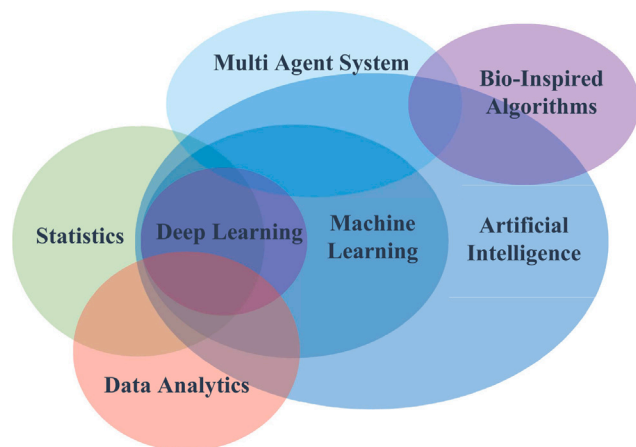 Multi Agent System
Bio-Inspired
Algorithms
Statistics
Deep Learning
Machine
Learning
Artificial
Intelligence
Data Analytics